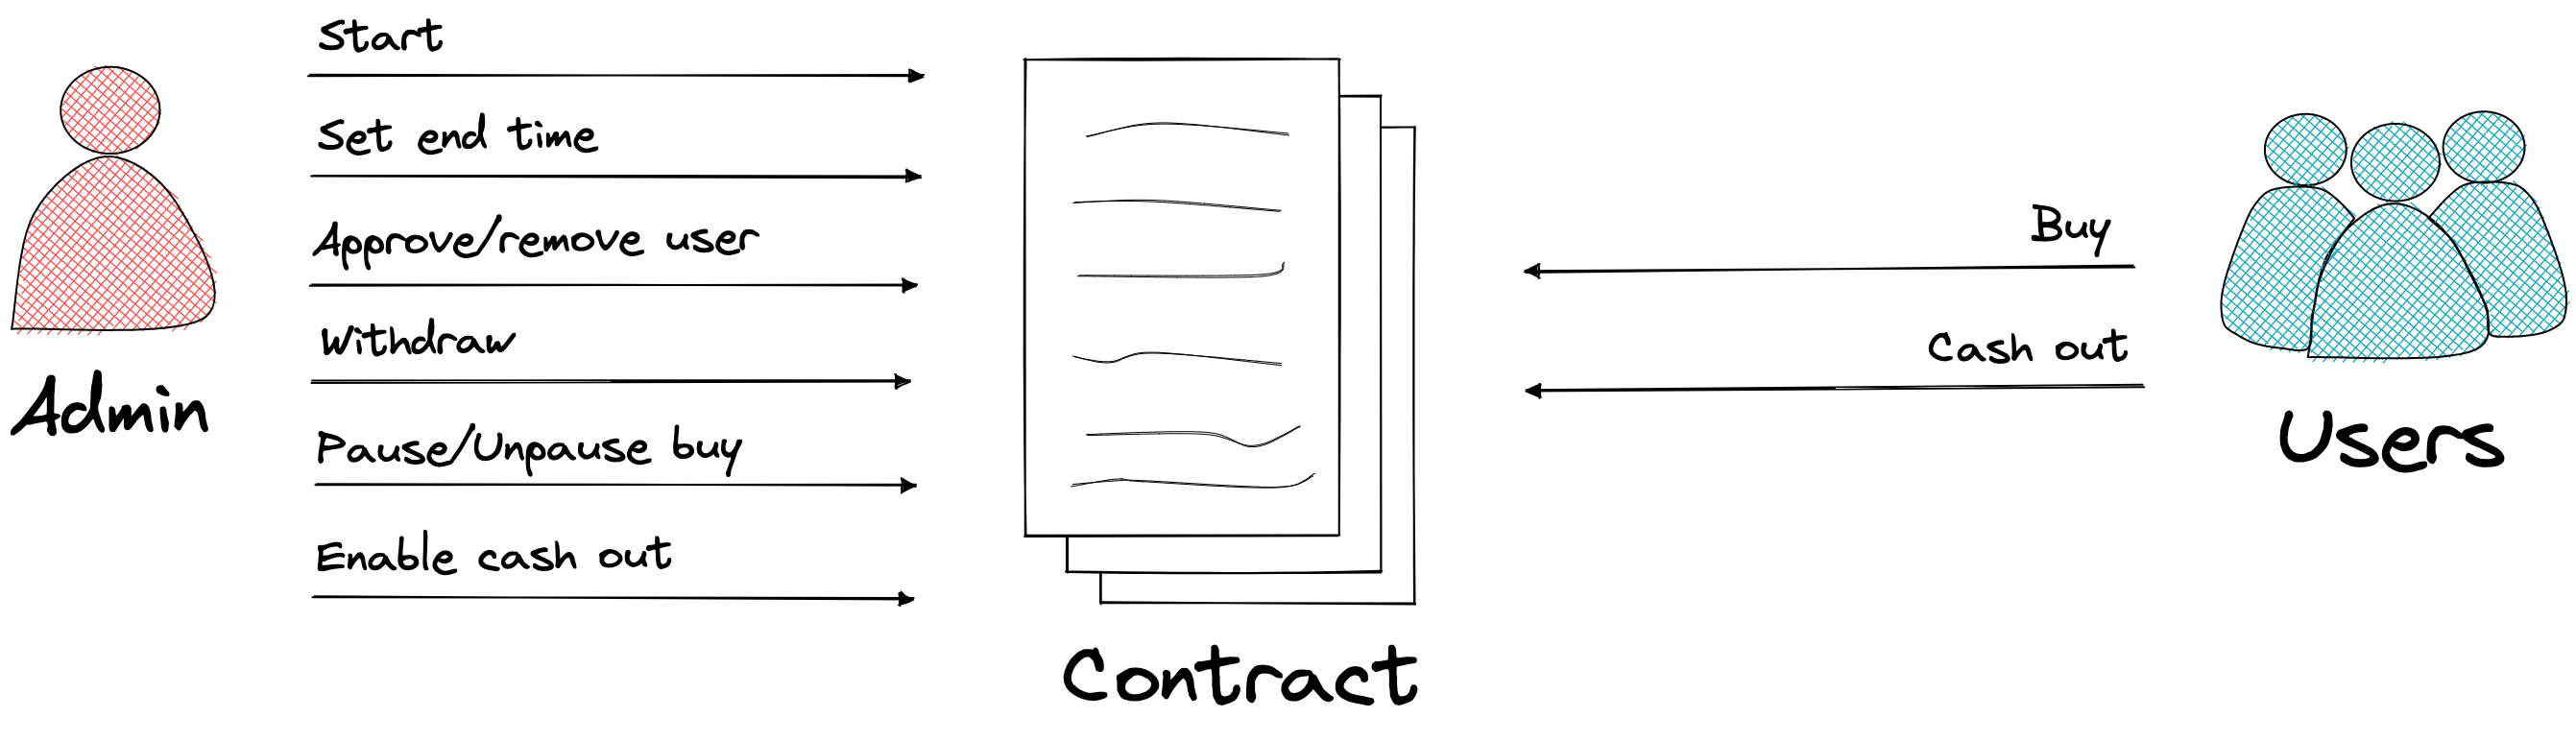 Start
Set end time
Approve/remove user
Withdraw
Pause/Unpause buy
Enable cash out
Admin
Contract
Buy
Cash out
Users